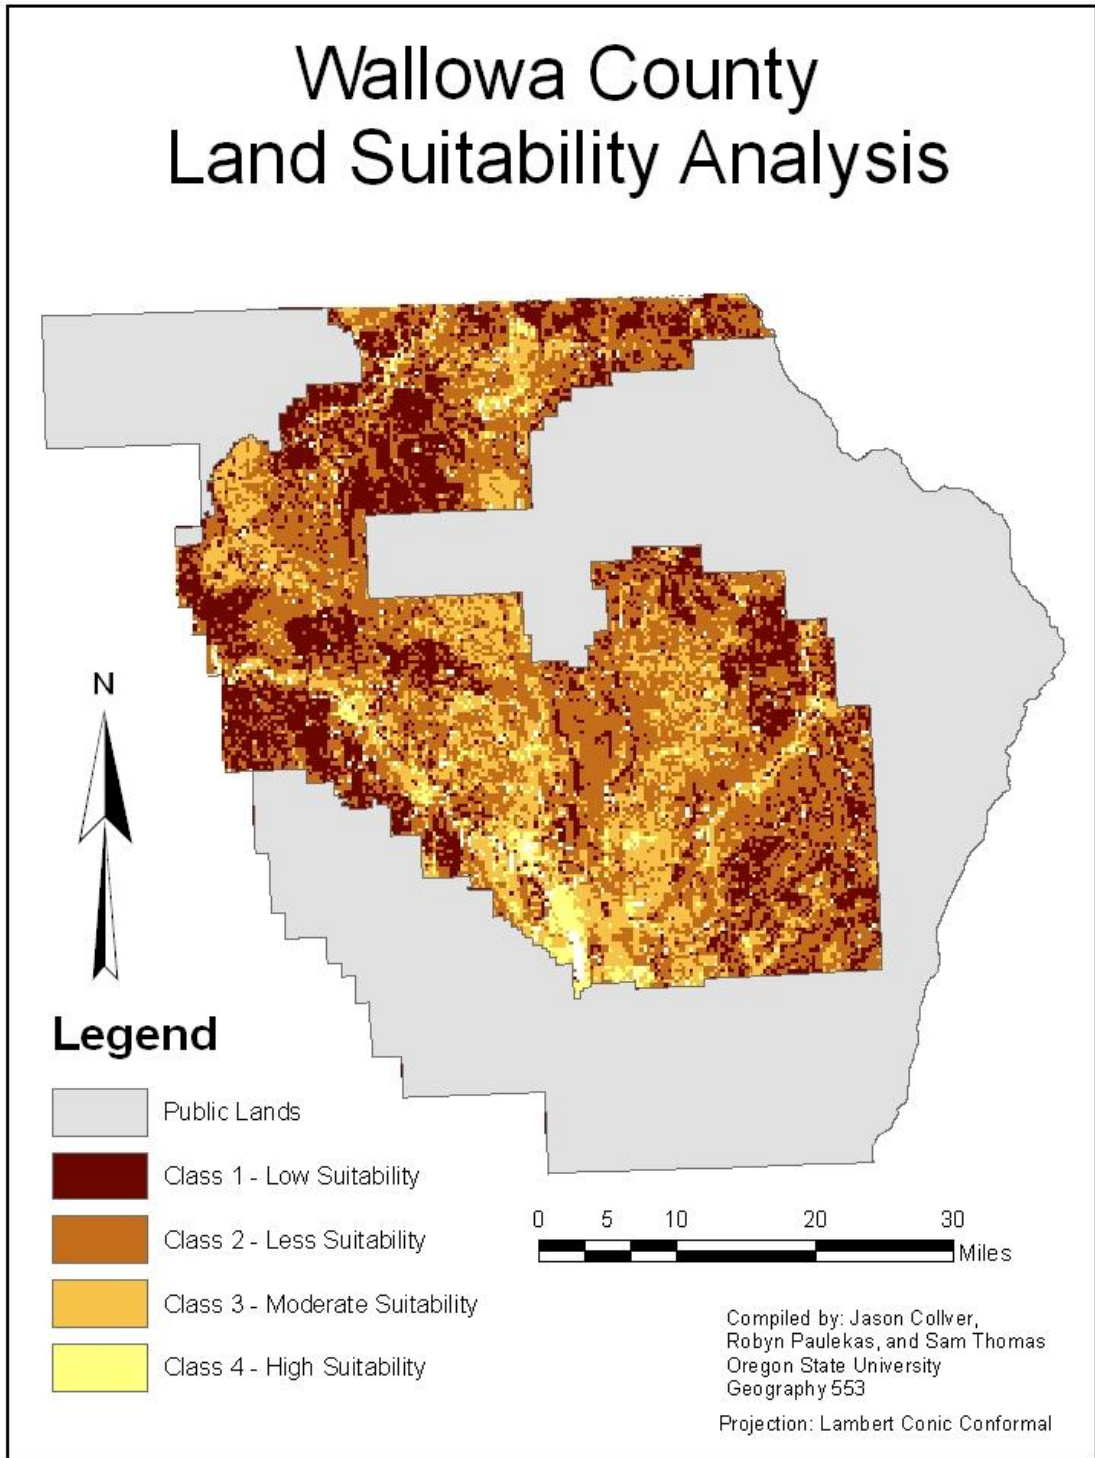 Wallowa County
Land Suitability Analysis
N
Legend
Public Lands
Class 1 - Low Suitability
Class 2 - Less Suitability
Class 3 - Moderate Suitability
Class 4 - High Suitability
0 5 10 20 30
Miles
Compiled by: Jason Collver,
Robyn Paulekas, and Sam Thomas
Oregon State University
Geography 553
Projection: Lambert Conic Conformal